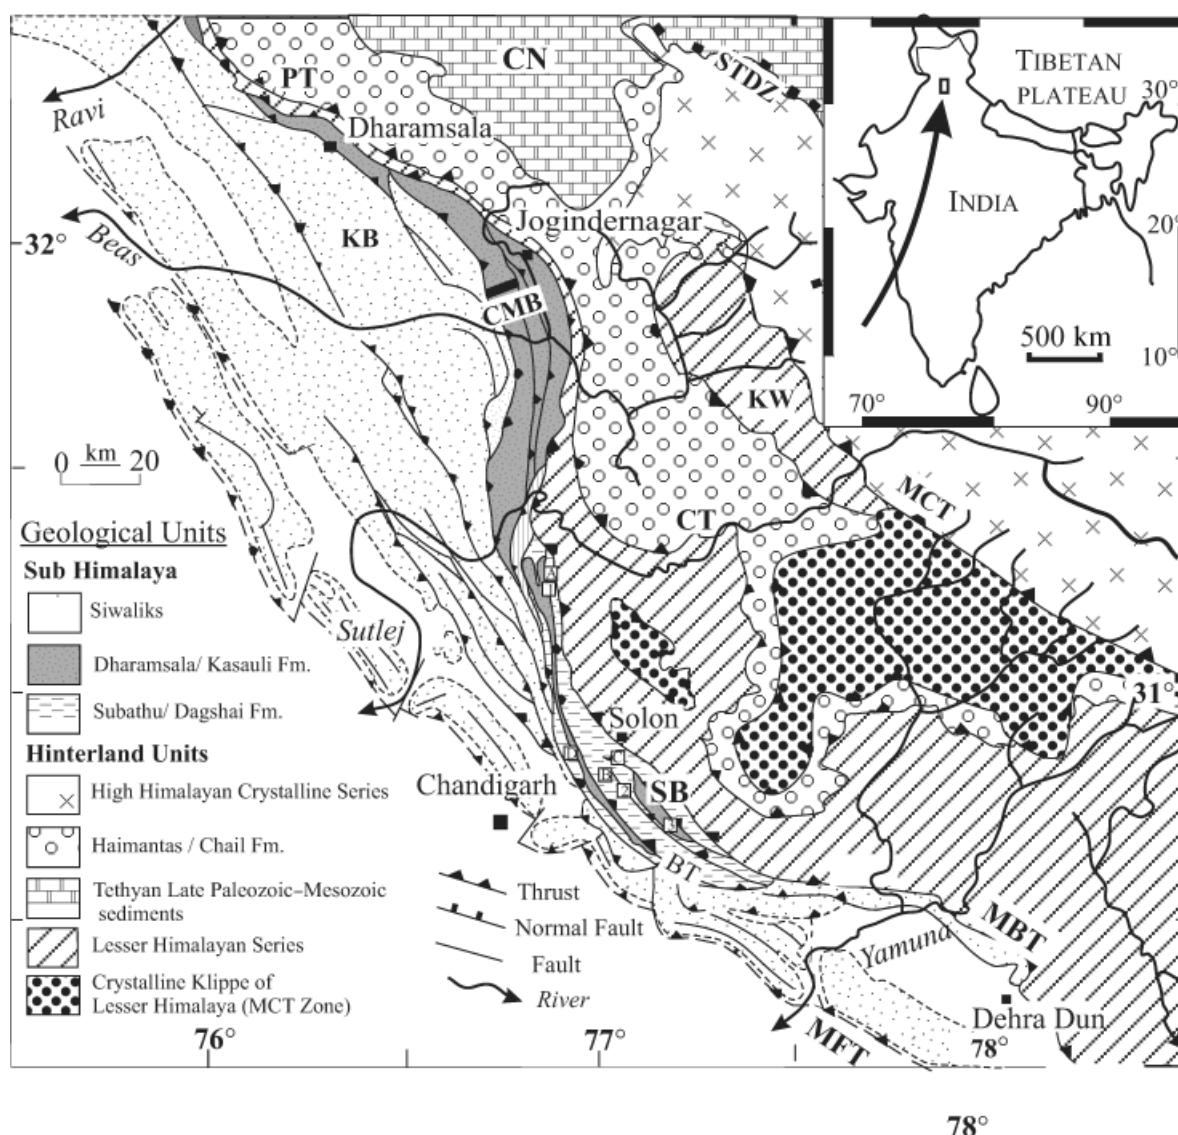 CN
PT
STDZ
TIBETAN
PLATEAU
30°
Ravi
Dharamsala
INDIA
20°
Jogindernagar
32°
Beas
KB
CMB
500 km
10°
70°
90°
KW
0 km 20
MCT
CT
Geological Units
Sub Himalaya
Siwaliks
Dharamsala/ Kasauli Fm.
Subathu/ Dagshai Fm.
Hinterland Units
High Himalayan Crystalline Series
Haimantas / Chail Fm.
Tethyan Late Paleozoic–Mesozoic
sediments
Lesser Himalayan Series
Crystalline Klippe of
Lesser Himalaya (MCT Zone)
Sutlej
31°
Solon
Chandigarh
SB
BT
Thrust
Normal Fault
Fault
River
MBT
Yamuna
Dehra Dun
MFT
76°
77°
78°
78°